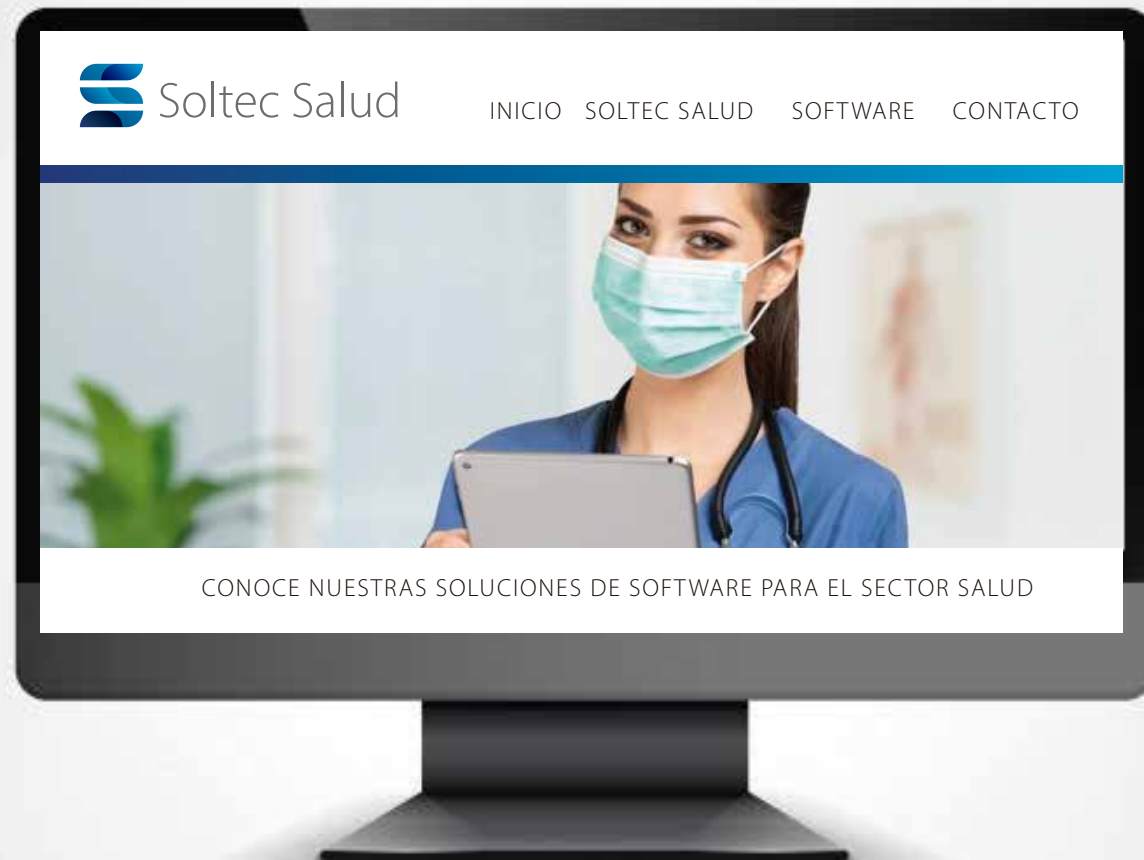 Soltec Salud
INICIO SOLTEC SALUD SOFTWARE CONTACTO
CONOCE NUESTRAS SOLUCIONES DE SOFTWARE PARA EL SECTOR SALUD